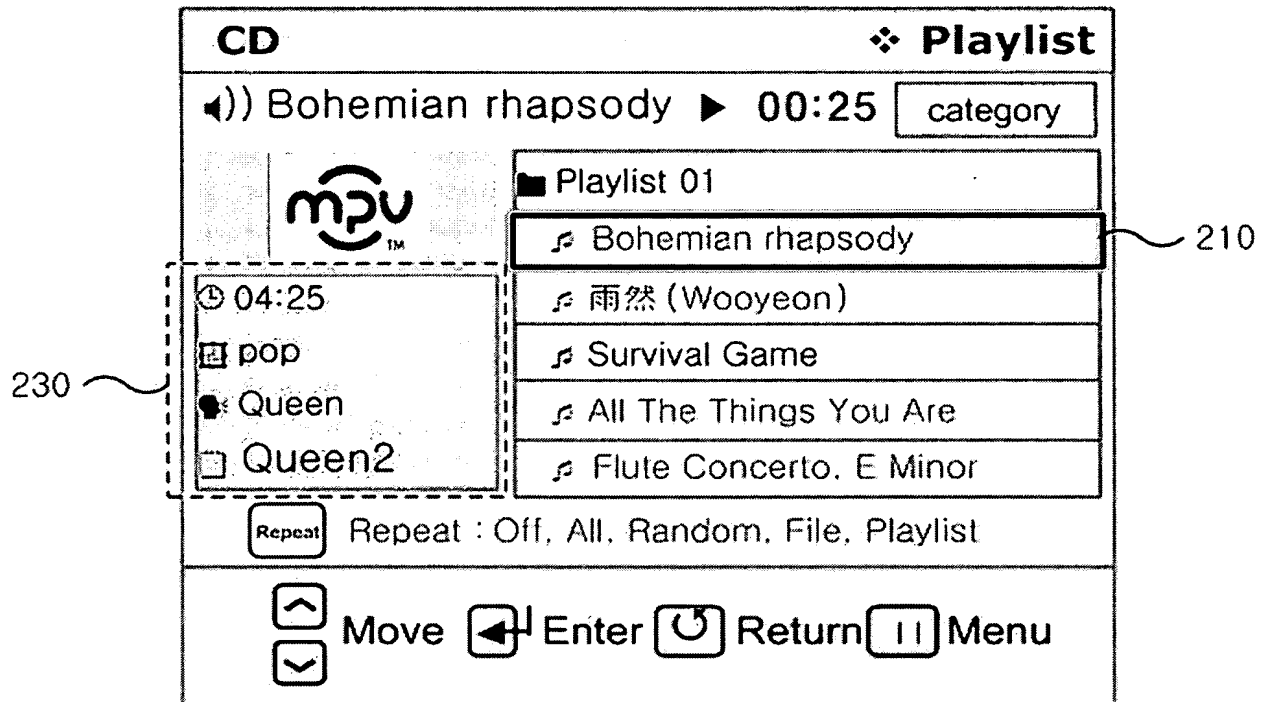 CD ❖ Playlist
Bohemian rhapsody ▶ 00:25 category
mpv TM
Playlist 01
Bohemian rhapsody
210
04:25
雨然 (Wooyeon)
pop
Survival Game
230
Queen
All The Things You Are
Queen2
Flute Concerto. E Minor
Repeat Repeat : Off, All, Random, File, Playlist
Move Enter Return Menu